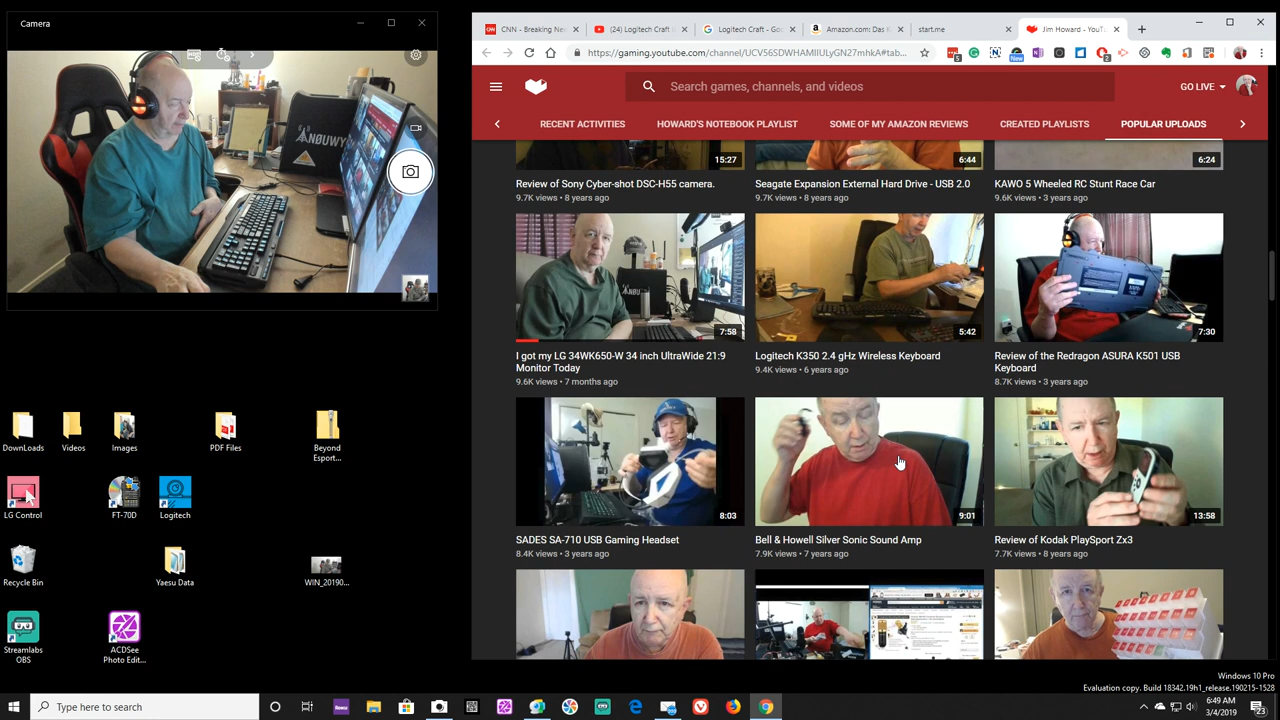 Camera
HDR
ANØUWY
DownLoads
Videos
Images
PDF Files
Beyond
Esport...
LG Control
FT-70D
Logitech
Recycle Bin
Yaesu Data
WIN_20190...
Streamlabs
OBS
ACDSee
Photo Edit...
CNN - Breaking Ne
(24) Logitech Craft
Logitech Craft - Go
Amazon.com: Das K
start.me
Jim Howard - YouT
https://gaming.youtube.com/channel/UCV56SDWHAMIIULyGN27mhkA#t
Search games, channels, and videos
GO LIVE
RECENT ACTIVITIES
HOWARD'S NOTEBOOK PLAYLIST
SOME OF MY AMAZON REVIEWS
CREATED PLAYLISTS
POPULAR UPLOADS
15:27
6:44
6:24
Review of Sony Cyber-shot DSC-H55 camera.
9.7K views • 8 years ago
Seagate Expansion External Hard Drive - USB 2.0
9.7K views • 8 years ago
KAWO 5 Wheeled RC Stunt Race Car
9.6K views • 3 years ago
7:58
5:42
7:30
I got my LG 34WK650-W 34 inch UltraWide 21:9
Monitor Today
9.6K views • 7 months ago
Logitech K350 2.4 gHz Wireless Keyboard
9.4K views • 6 years ago
Review of the Redragon ASURA K501 USB
Keyboard
8.7K views • 3 years ago
8:03
9:01
13:58
SADES SA-710 USB Gaming Headset
8.4K views • 3 years ago
Bell & Howell Silver Sonic Sound Amp
7.9K views • 7 years ago
Review of Kodak PlaySport Zx3
7.7K views • 8 years ago
Windows 10 Pro
Evaluation copy. Build 18342.19h1_release.190215-1528
Type here to search
Roku
6:49 AM
3/4/2019
23